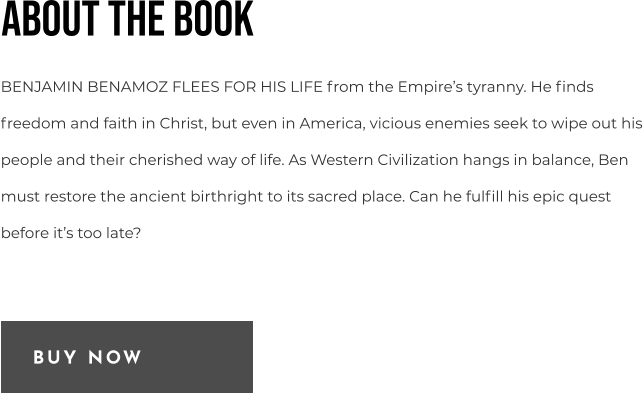 ABOUT THE BOOK
BENJAMIN BENAMOZ FLEES FOR HIS LIFE from the Empire’s tyranny. He finds
freedom and faith in Christ, but even in America, vicious enemies seek to wipe out his
people and their cherished way of life. As Western Civilization hangs in balance, Ben
must restore the ancient birthright to its sacred place. Can he fulfill his epic quest
before it’s too late?
BUY NOW